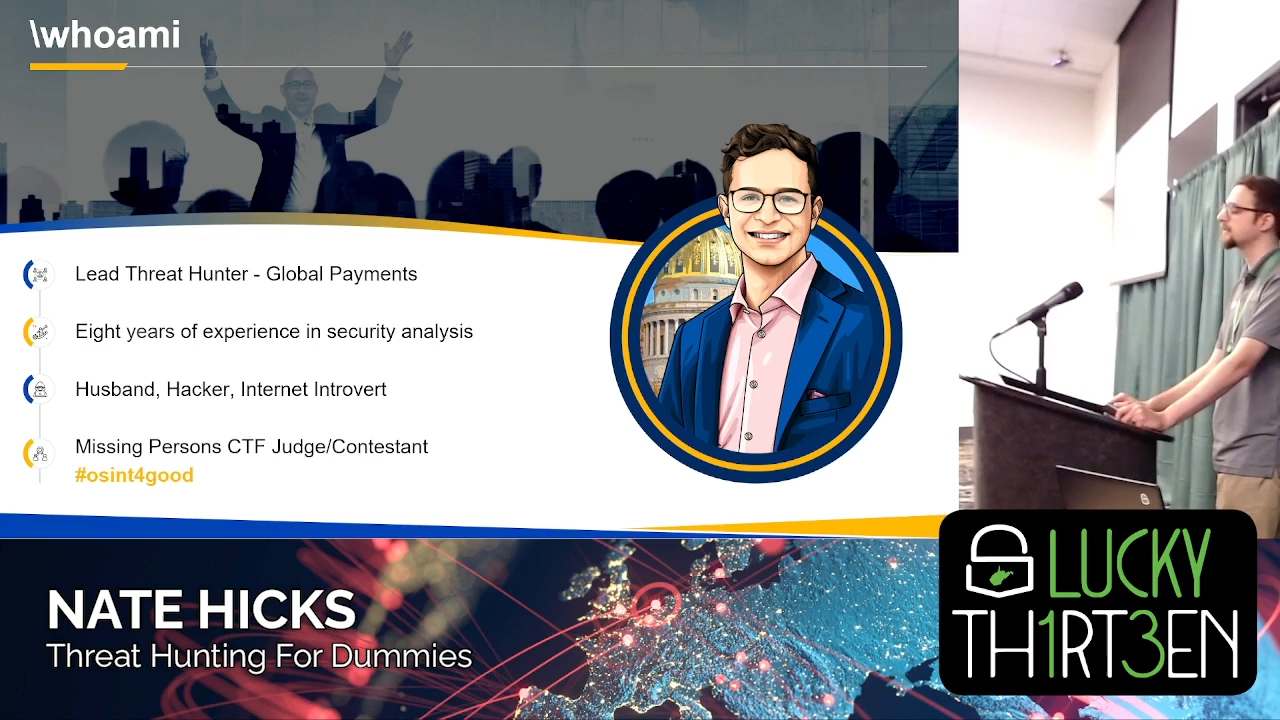 \whoami
Lead Threat Hunter - Global Payments
Eight years of experience in security analysis
Husband, Hacker, Internet Introvert
Missing Persons CTF Judge/Contestant
#osint4good
NATE HICKS
Threat Hunting For Dummies
LUCKY
TH1RT3EN